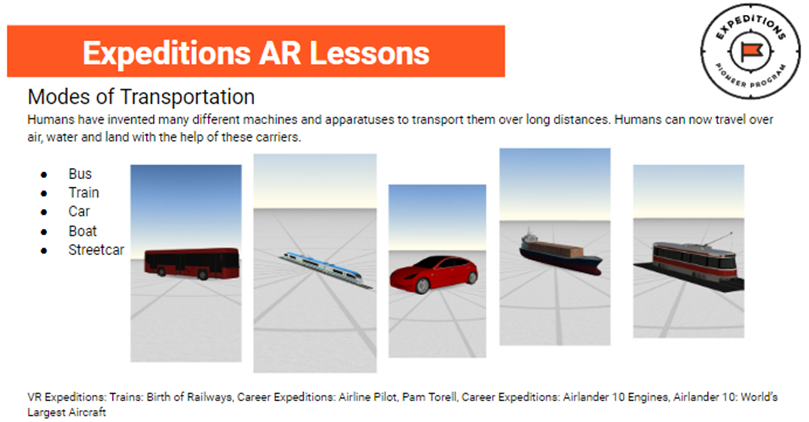 Expeditions AR Lessons
EXPEDITIONS
PIONEER PROGRAM
Modes of Transportation
Humans have invented many different machines and apparatuses to transport them over long distances. Humans can now travel over
air, water and land with the help of these carriers.
● Bus
● Train
● Car
● Boat
● Streetcar
VR Expeditions: Trains: Birth of Railways, Career Expeditions: Airline Pilot, Pam Torell, Career Expeditions: Airlander 10 Engines, Airlander 10: World's
Largest Aircraft